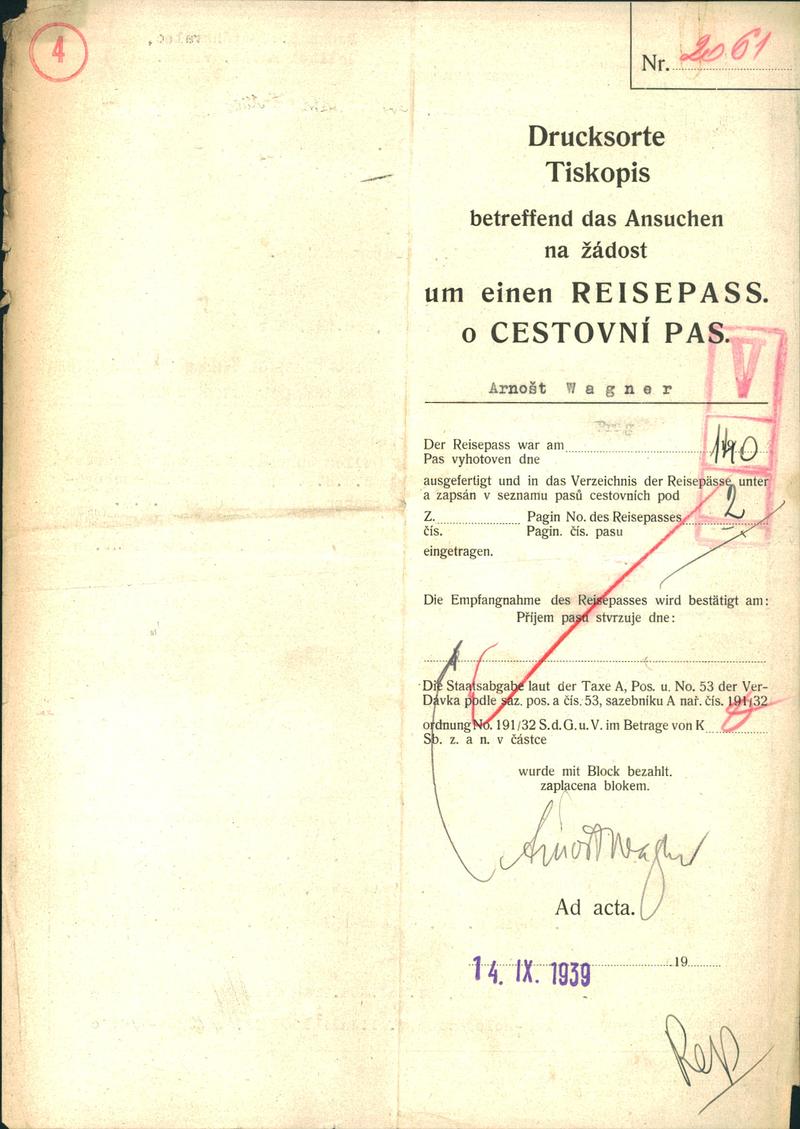 4
Nr. 2061
Drucksorte
Tiskopis
betreffend das Ansuchen
na žádost
um einen REISEPASS.
o CESTOVNÍ PAS.
V
Arnošt Wagner
Prag
Der Reisepass war am
Pas vyhotoven dne
140
ausgefertigt und in das Verzeichnis der Reisepässe unter
a zapsán v seznamu pasů cestovních pod
2
Z. Pagin No. des Reisepasses
čís. Pagin. čís. pasu
eingetragen.
Die Empfangnahme des Reisepasses wird bestätigt am:
Příjem pasu stvrzuje dne:
Die Staatsabgabe laut der Taxe A, Pos. u. No. 53 der Ver-
Dávka podle saz. pos. a čís. 53, sazebníku A nař. čís. 191/32
ordnung No. 191/32 S. d. G. u. V. im Betrage von K
Sb. z. a n. v částce
wurde mit Block bezahlt.
zaplacena blokem.
Arnošt Wagner
Ad acta.
14. IX. 1939 19